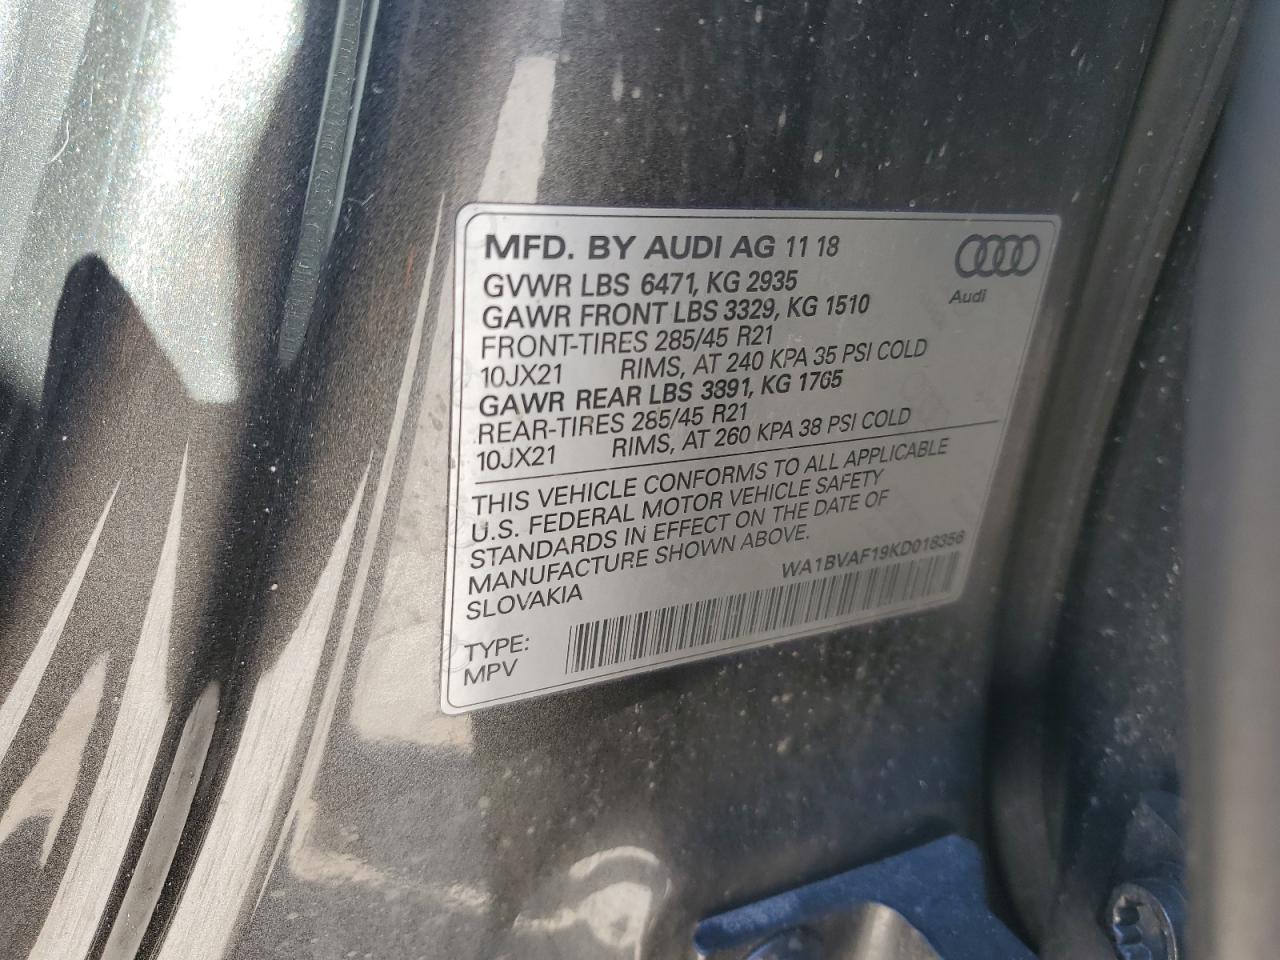 MFD. BY AUDI AG 11 18
Audi
GVWR LBS 6471, KG 2935
GAWR FRONT LBS 3329, KG 1510
FRONT-TIRES 285/45 R21
10JX21 RIMS, AT 240 KPA 35 PSI COLD
GAWR REAR LBS 3891, KG 1765
REAR-TIRES 285/45 R21
10JX21 RIMS, AT 260 KPA 38 PSI COLD
THIS VEHICLE CONFORMS TO ALL APPLICABLE
U.S. FEDERAL MOTOR VEHICLE SAFETY
STANDARDS IN EFFECT ON THE DATE OF
MANUFACTURE SHOWN ABOVE.
SLOVAKIA
WA1BVAF19KD018356
TYPE:
MPV